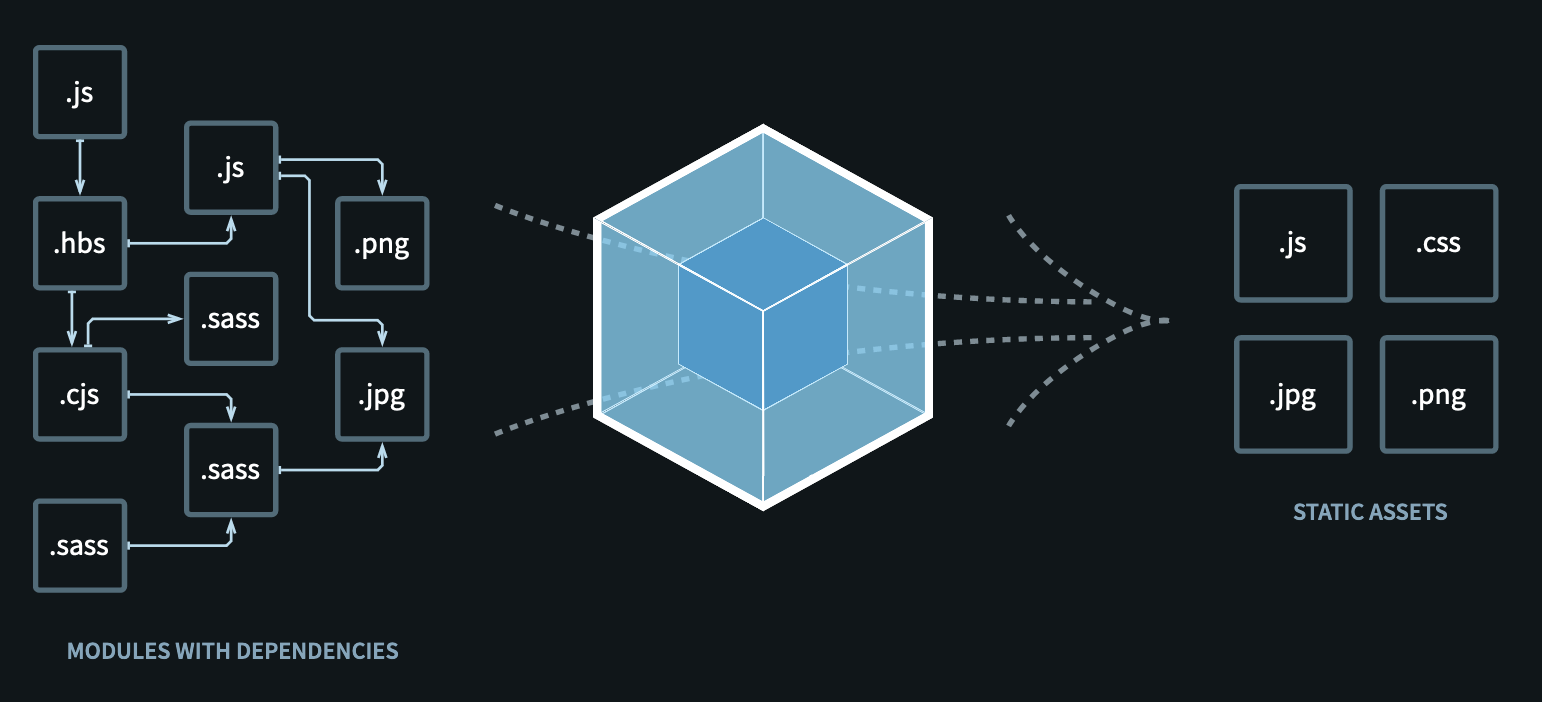 .js
.js
.hbs
.png
.sass
.cjs
.jpg
.sass
.sass
MODULES WITH DEPENDENCIES
.js
.css
.jpg
.png
STATIC ASSETS